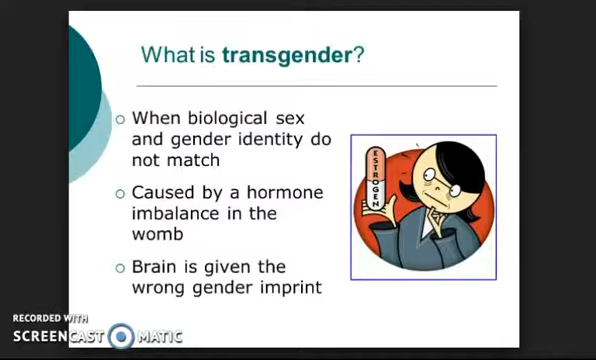 What is transgender?
When biological sex
and gender identity do
not match
Caused by a hormone
imbalance in the
womb
Brain is given the
wrong gender imprint
ESTROGEN
RECORDED WITH
SCREENCAST MATIC